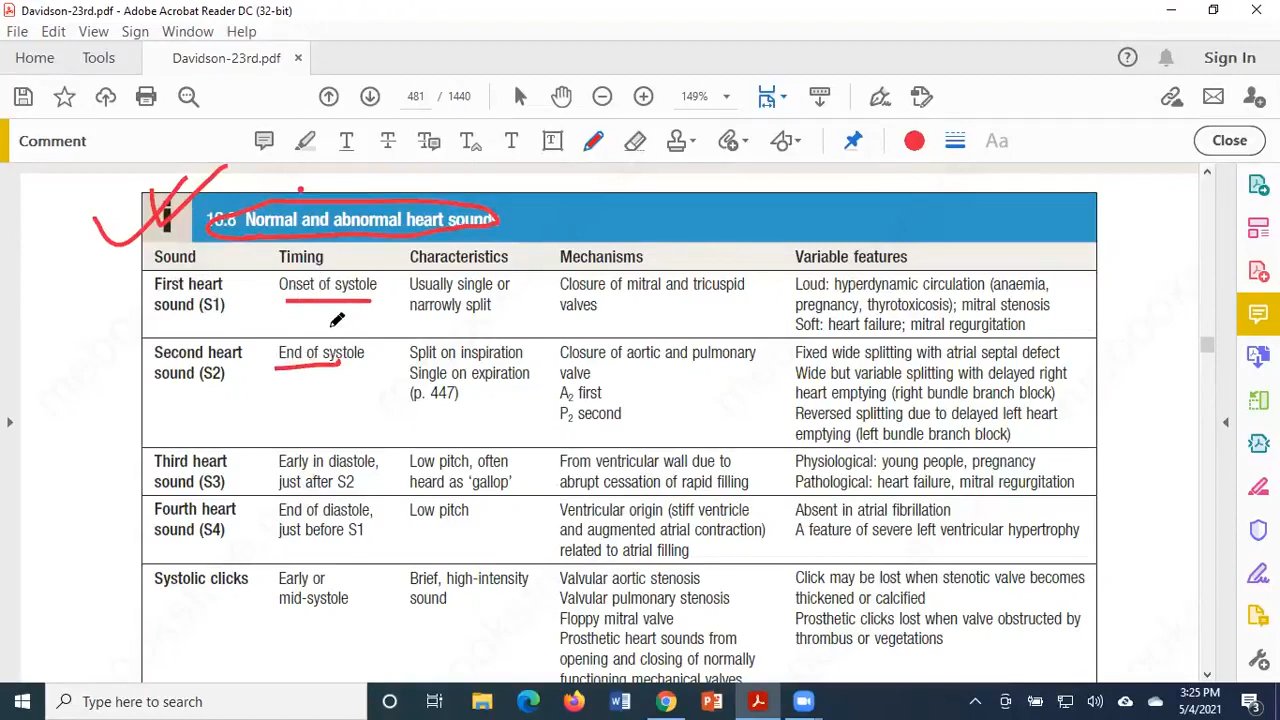 Davidson-23rd.pdf - Adobe Acrobat Reader DC (32-bit)
File Edit View Sign Window Help
Home Tools Davidson-23rd.pdf × Sign In
481 / 1440 149%
Comment Close
Normal and abnormal heart sounds
Sound Timing Characteristics Mechanisms Variable features
First heart sound (S1)
Onset of systole
Usually single or
narrowly split
Closure of mitral and tricuspid
valves
Loud: hyperdynamic circulation (anaemia,
pregnancy, thyrotoxicosis); mitral stenosis
Soft: heart failure; mitral regurgitation
Second heart
sound (S2)
End of systole
Split on inspiration
Single on expiration
(p. 447)
Closure of aortic and pulmonary
valve
A2 first
P2 second
Fixed wide splitting with atrial septal defect
Wide but variable splitting with delayed right
heart emptying (right bundle branch block)
Reversed splitting due to delayed left heart
emptying (left bundle branch block)
Third heart
sound (S3)
Early in diastole,
just after S2
Low pitch, often
heard as ‘gallop’
From ventricular wall due to
abrupt cessation of rapid filling
Physiological: young people, pregnancy
Pathological: heart failure, mitral regurgitation
Fourth heart
sound (S4)
End of diastole,
just before S1
Low pitch
Ventricular origin (stiff ventricle
and augmented atrial contraction)
related to atrial filling
Absent in atrial fibrillation
A feature of severe left ventricular hypertrophy
Systolic clicks
Early or
mid-systole
Brief, high-intensity
sound
Valvular aortic stenosis
Valvular pulmonary stenosis
Floppy mitral valve
Prosthetic heart sounds from
opening and closing of normally
functioning mechanical valves
Click may be lost when stenotic valve becomes
thickened or calcified
Prosthetic clicks lost when valve obstructed by
thrombus or vegetations
Type here to search
3:25 PM
5/4/2021